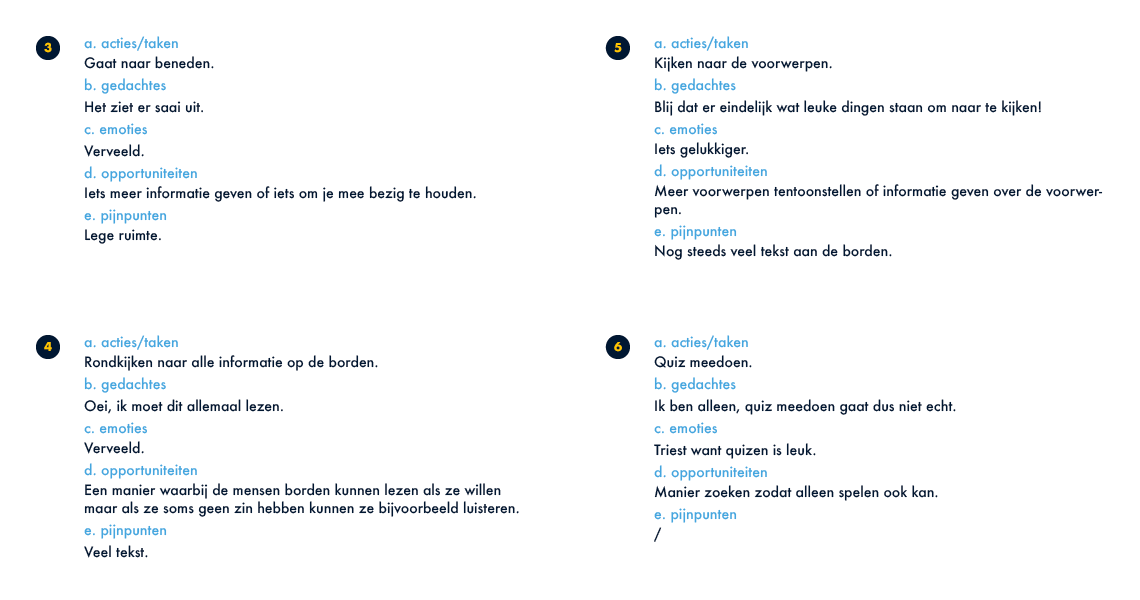 3
a. acties/taken
Gaat naar beneden.
b. gedachtes
Het ziet er saai uit.
c. emoties
Verveeld.
d. opportuniteiten
Iets meer informatie geven of iets om je mee bezig te houden.
e. pijnpunten
Lege ruimte.
4
a. acties/taken
Rondkijken naar alle informatie op de borden.
b. gedachtes
Oei, ik moet dit allemaal lezen.
c. emoties
Verveeld.
d. opportuniteiten
Een manier waarbij de mensen borden kunnen lezen als ze willen
maar als ze soms geen zin hebben kunnen ze bijvoorbeeld luisteren.
e. pijnpunten
Veel tekst.
5
a. acties/taken
Kijken naar de voorwerpen.
b. gedachtes
Blij dat er eindelijk wat leuke dingen staan om naar te kijken!
c. emoties
Iets gelukkiger.
d. opportuniteiten
Meer voorwerpen tentoonstellen of informatie geven over de voorwer-
pen.
e. pijnpunten
Nog steeds veel tekst aan de borden.
6
a. acties/taken
Quiz meedoen.
b. gedachtes
Ik ben alleen, quiz meedoen gaat dus niet echt.
c. emoties
Triest want quizen is leuk.
d. opportuniteiten
Manier zoeken zodat alleen spelen ook kan.
e. pijnpunten
/